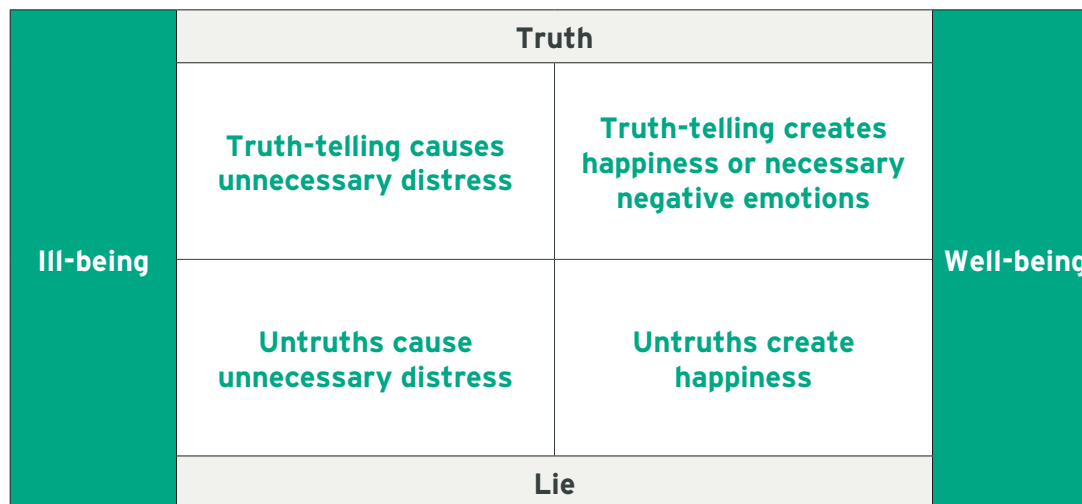 Truth
Truth-telling causes
unnecessary distress
Truth-telling creates
happiness or necessary
negative emotions
Ill-being
Well-being
Untruths cause
unnecessary distress
Untruths create
happiness
Lie